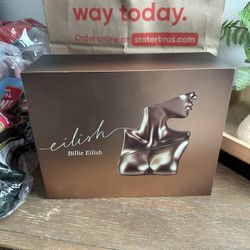 way today.
Order online at staterbros.com
eilish
Billie Eilish